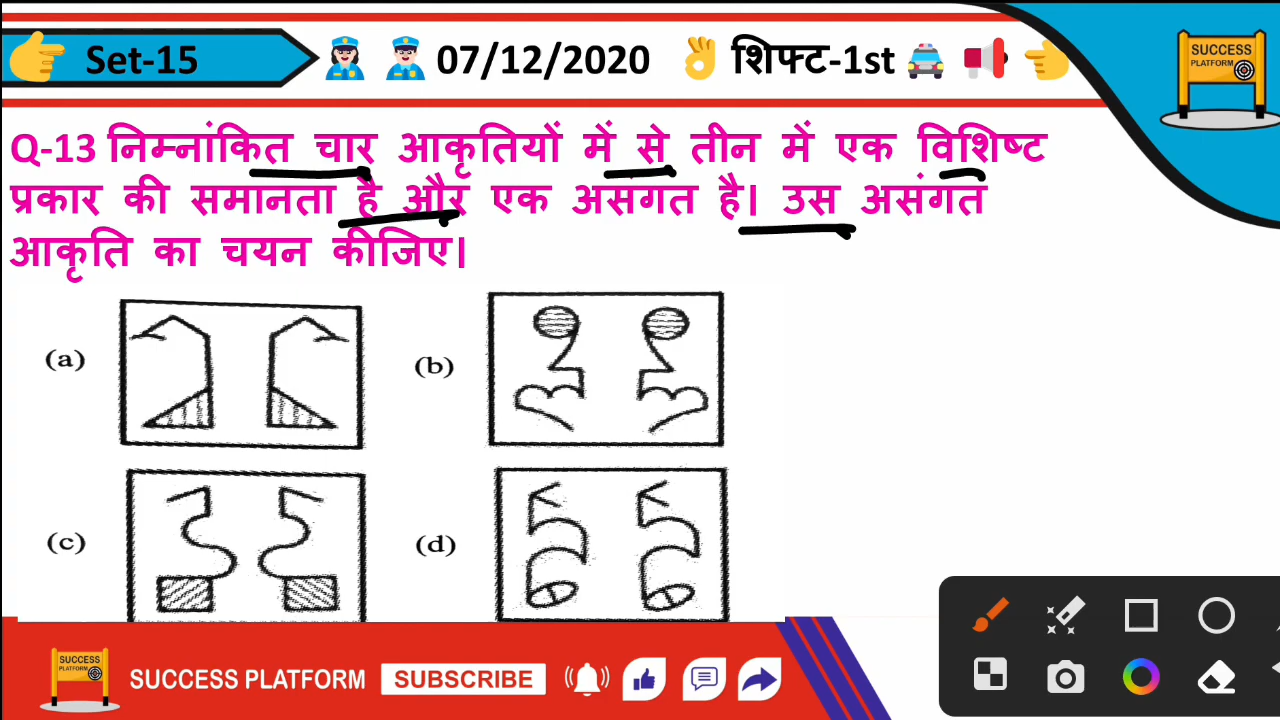 Set-15
07/12/2020
शिफ्ट-1st
SUCCESS
PLATFORM
Q-13 निम्नांकित चार आकृतियों में से तीन में एक विशिष्ट
प्रकार की समानता है और एक असंगत है। उस असंगत
आकृति का चयन कीजिए।
(a)
(b)
(c)
(d)
SUCCESS
PLATFORM
SUCCESS PLATFORM
SUBSCRIBE